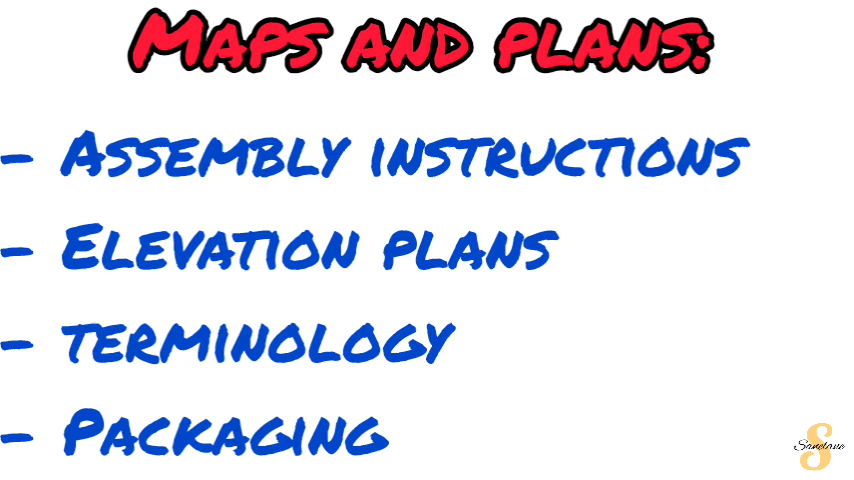 Maps and plans:
- Assembly instructions
- Elevation plans
- terminology
- Packaging
S